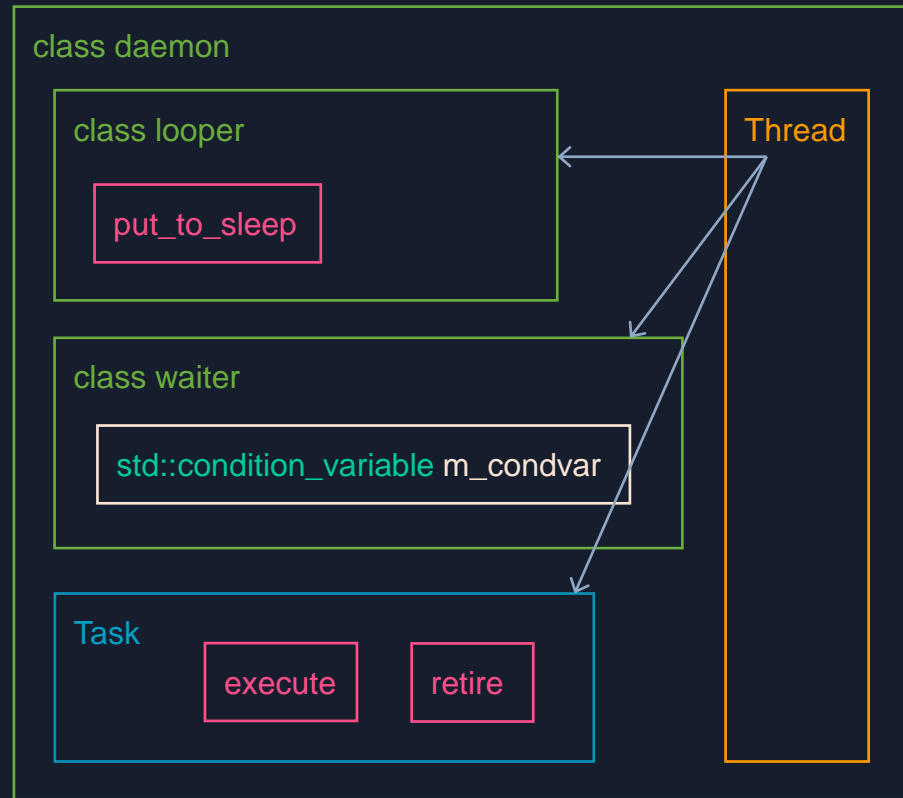 class daemon
class looper
Thread
put_to_sleep
class waiter
std::condition_variable m_condvar
Task
execute
retire